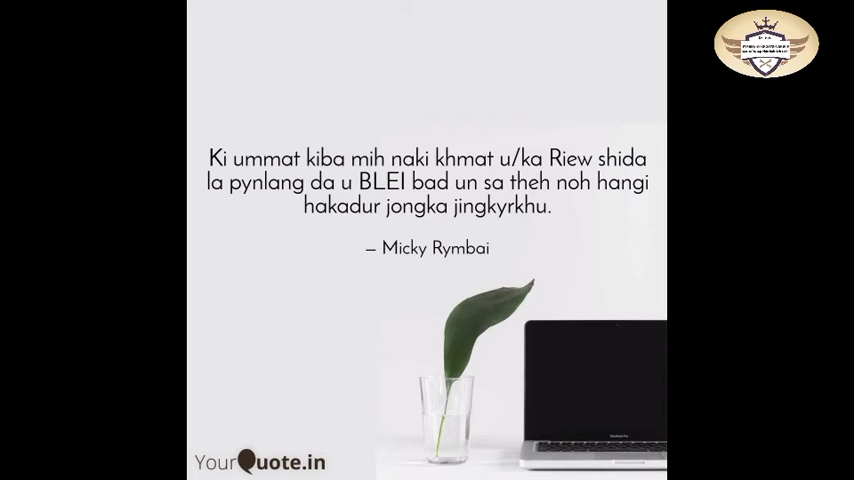 Ki ummat kiba mih naki khmat u/ka Riew shida
la pynlang da u BLEI bad un sa theh noh hangi
hakadur jongka jingkyrkhu.
– Micky Rymbai
YourQuote.in